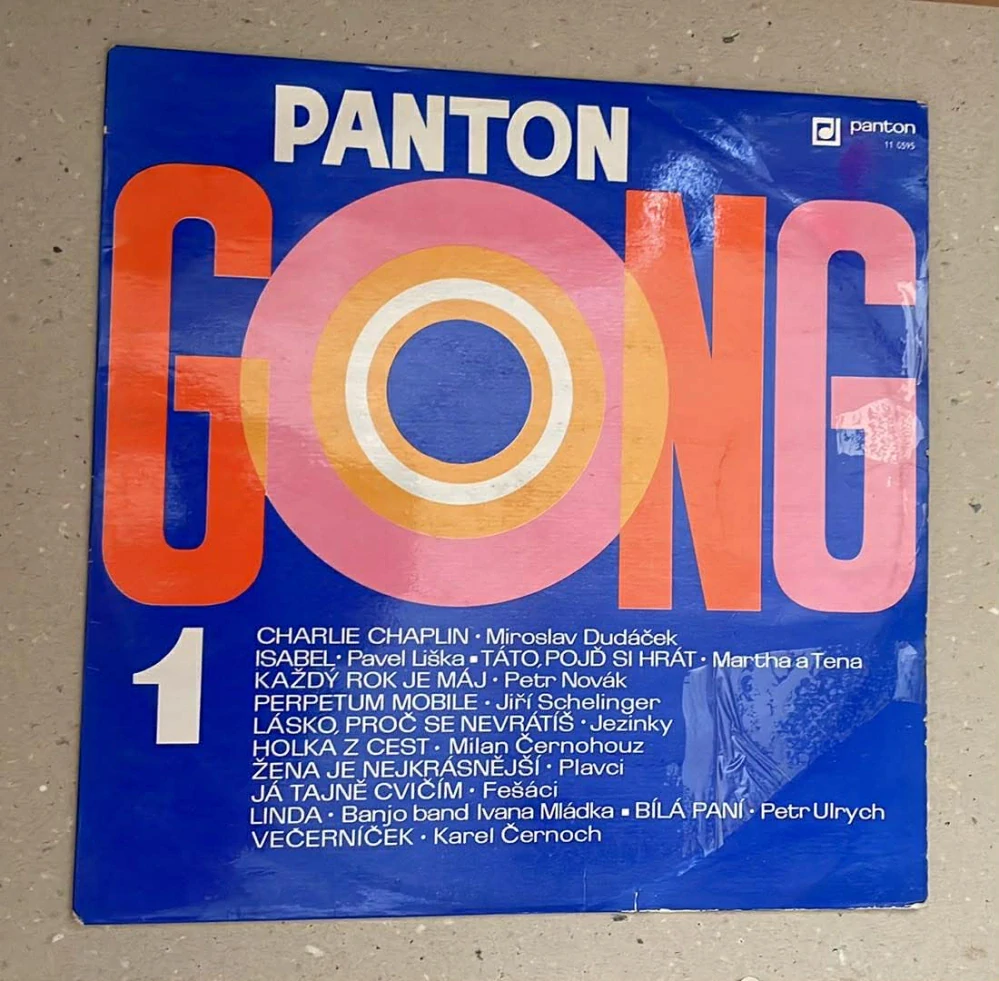 PANTON
panton
11 0595
GONG
1
CHARLIE CHAPLIN • Miroslav Dudáček
ISABEL • Pavel Liška ▪ TÁTO, POJĎ SI HRÁT • Martha a Tena
KAŽDÝ ROK JE MÁJ • Petr Novák
PERPETUM MOBILE • Jiří Schelinger
LÁSKO, PROČ SE NEVRÁTÍŠ • Jezinky
HOLKA Z CEST • Milan Černohouz
ŽENA JE NEJKRÁSNĚJŠÍ • Plavci
JÁ TAJNĚ CVIČÍM • Fešáci
LINDA • Banjo band Ivana Mládka ▪ BÍLÁ PANÍ • Petr Ulrych
VEČERNÍČEK • Karel Černoch